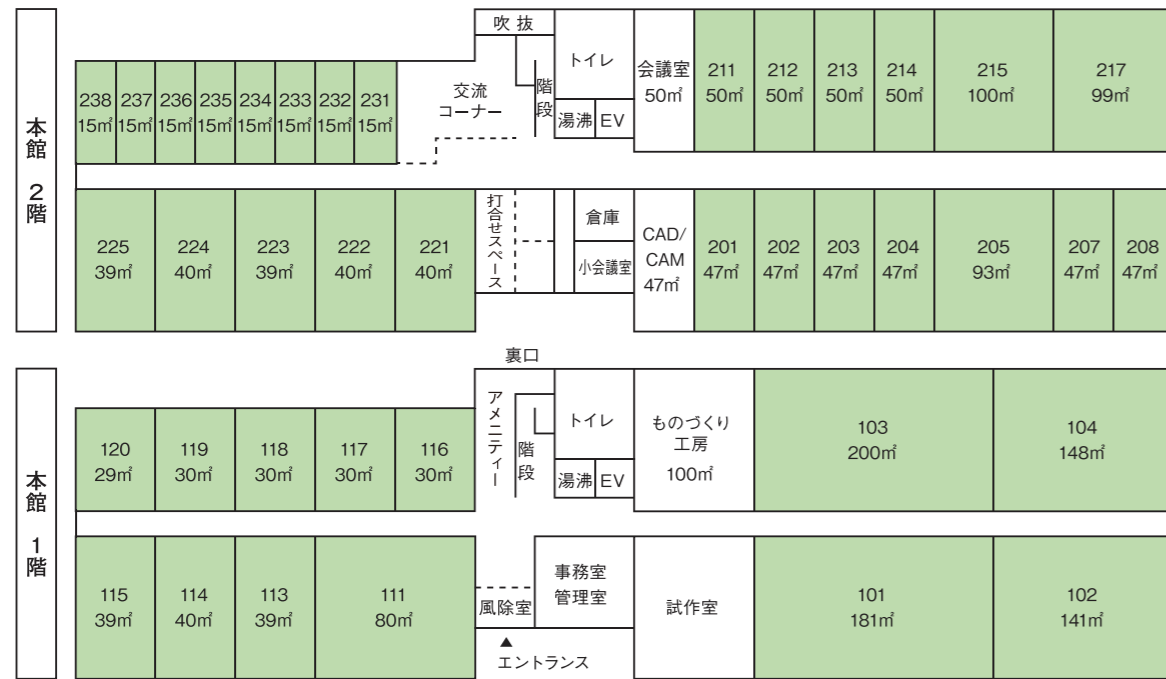 本館 2階
吹 抜
交流
コーナー
階段
トイレ
湯沸
EV
会議室
50㎡
238
15㎡
237
15㎡
236
15㎡
235
15㎡
234
15㎡
233
15㎡
232
15㎡
231
15㎡
211
50㎡
212
50㎡
213
50㎡
214
50㎡
215
100㎡
217
99㎡
225
39㎡
224
40㎡
223
39㎡
222
40㎡
221
40㎡
打合せスペース
倉庫
小会議室
CAD/
CAM
47㎡
201
47㎡
202
47㎡
203
47㎡
204
47㎡
205
93㎡
207
47㎡
208
47㎡
本館 1階
裏口
120
29㎡
119
30㎡
118
30㎡
117
30㎡
116
30㎡
アメニティー
階段
トイレ
湯沸
EV
ものづくり
工房
100㎡
103
200㎡
104
148㎡
115
39㎡
114
40㎡
113
39㎡
111
80㎡
風除室
事務室
管理室
試作室
101
181㎡
102
141㎡
▲
エントランス